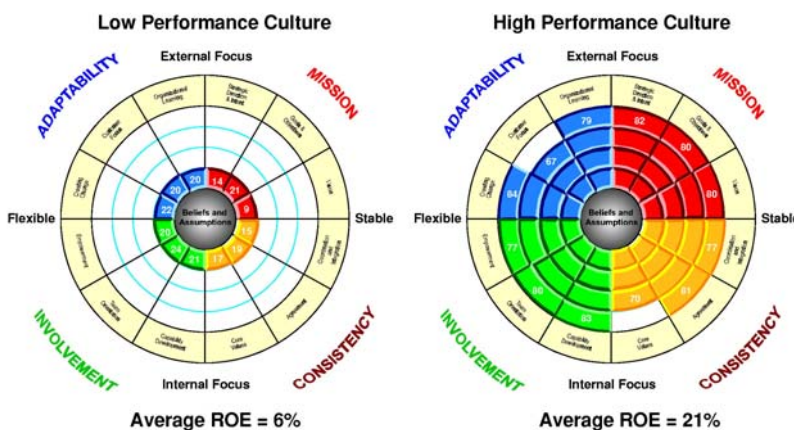 Low Performance Culture
External Focus
ADAPTABILITY
MISSION
Organizational
Learning
Strategic
Direction
& Intent
Customer
Focus
Goals &
Objectives
Creating
Change
Vision
20
20
22
14
21
9
Flexible
Beliefs and
Assumptions
20
24
21
15
19
17
Empowerment
Coordination
and
Integration
Team
Orientation
Agreement
Capability
Development
Core
Values
INVOLVEMENT
CONSISTENCY
Internal Focus
Average ROE = 6%
High Performance Culture
External Focus
ADAPTABILITY
MISSION
Organizational
Learning
Strategic
Direction
& Intent
Customer
Focus
Goals &
Objectives
Creating
Change
Vision
79
67
84
82
80
80
Flexible
Stable
Beliefs and
Assumptions
77
80
83
77
81
70
Empowerment
Coordination
and
Integration
Team
Orientation
Agreement
Capability
Development
Core
Values
INVOLVEMENT
CONSISTENCY
Internal Focus
Stable
Average ROE = 21%